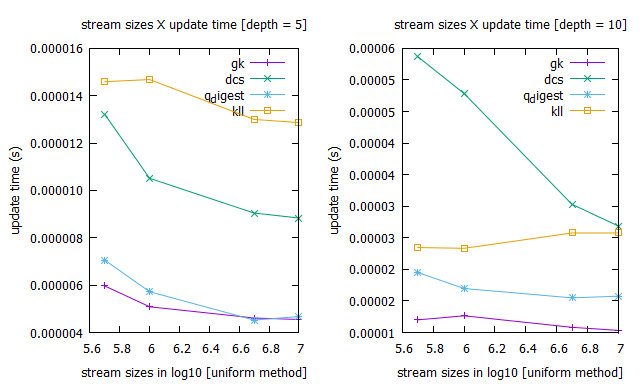 stream sizes X update time [depth = 5]
0.000016
0.000014
0.000012
0.000010
0.000008
0.000006
0.000004
5.6 5.8 6 6.2 6.4 6.6 6.8 7
update time (s)
stream sizes in log10 [uniform method]
gk
dcs
q_digest
kll
stream sizes X update time [depth = 10]
0.00006
0.00005
0.00005
0.00004
0.00004
0.00003
0.00003
0.00002
0.00002
0.00001
5.6 5.8 6 6.2 6.4 6.6 6.8 7
update time (s)
stream sizes in log10 [uniform method]
gk
dcs
q_digest
kll